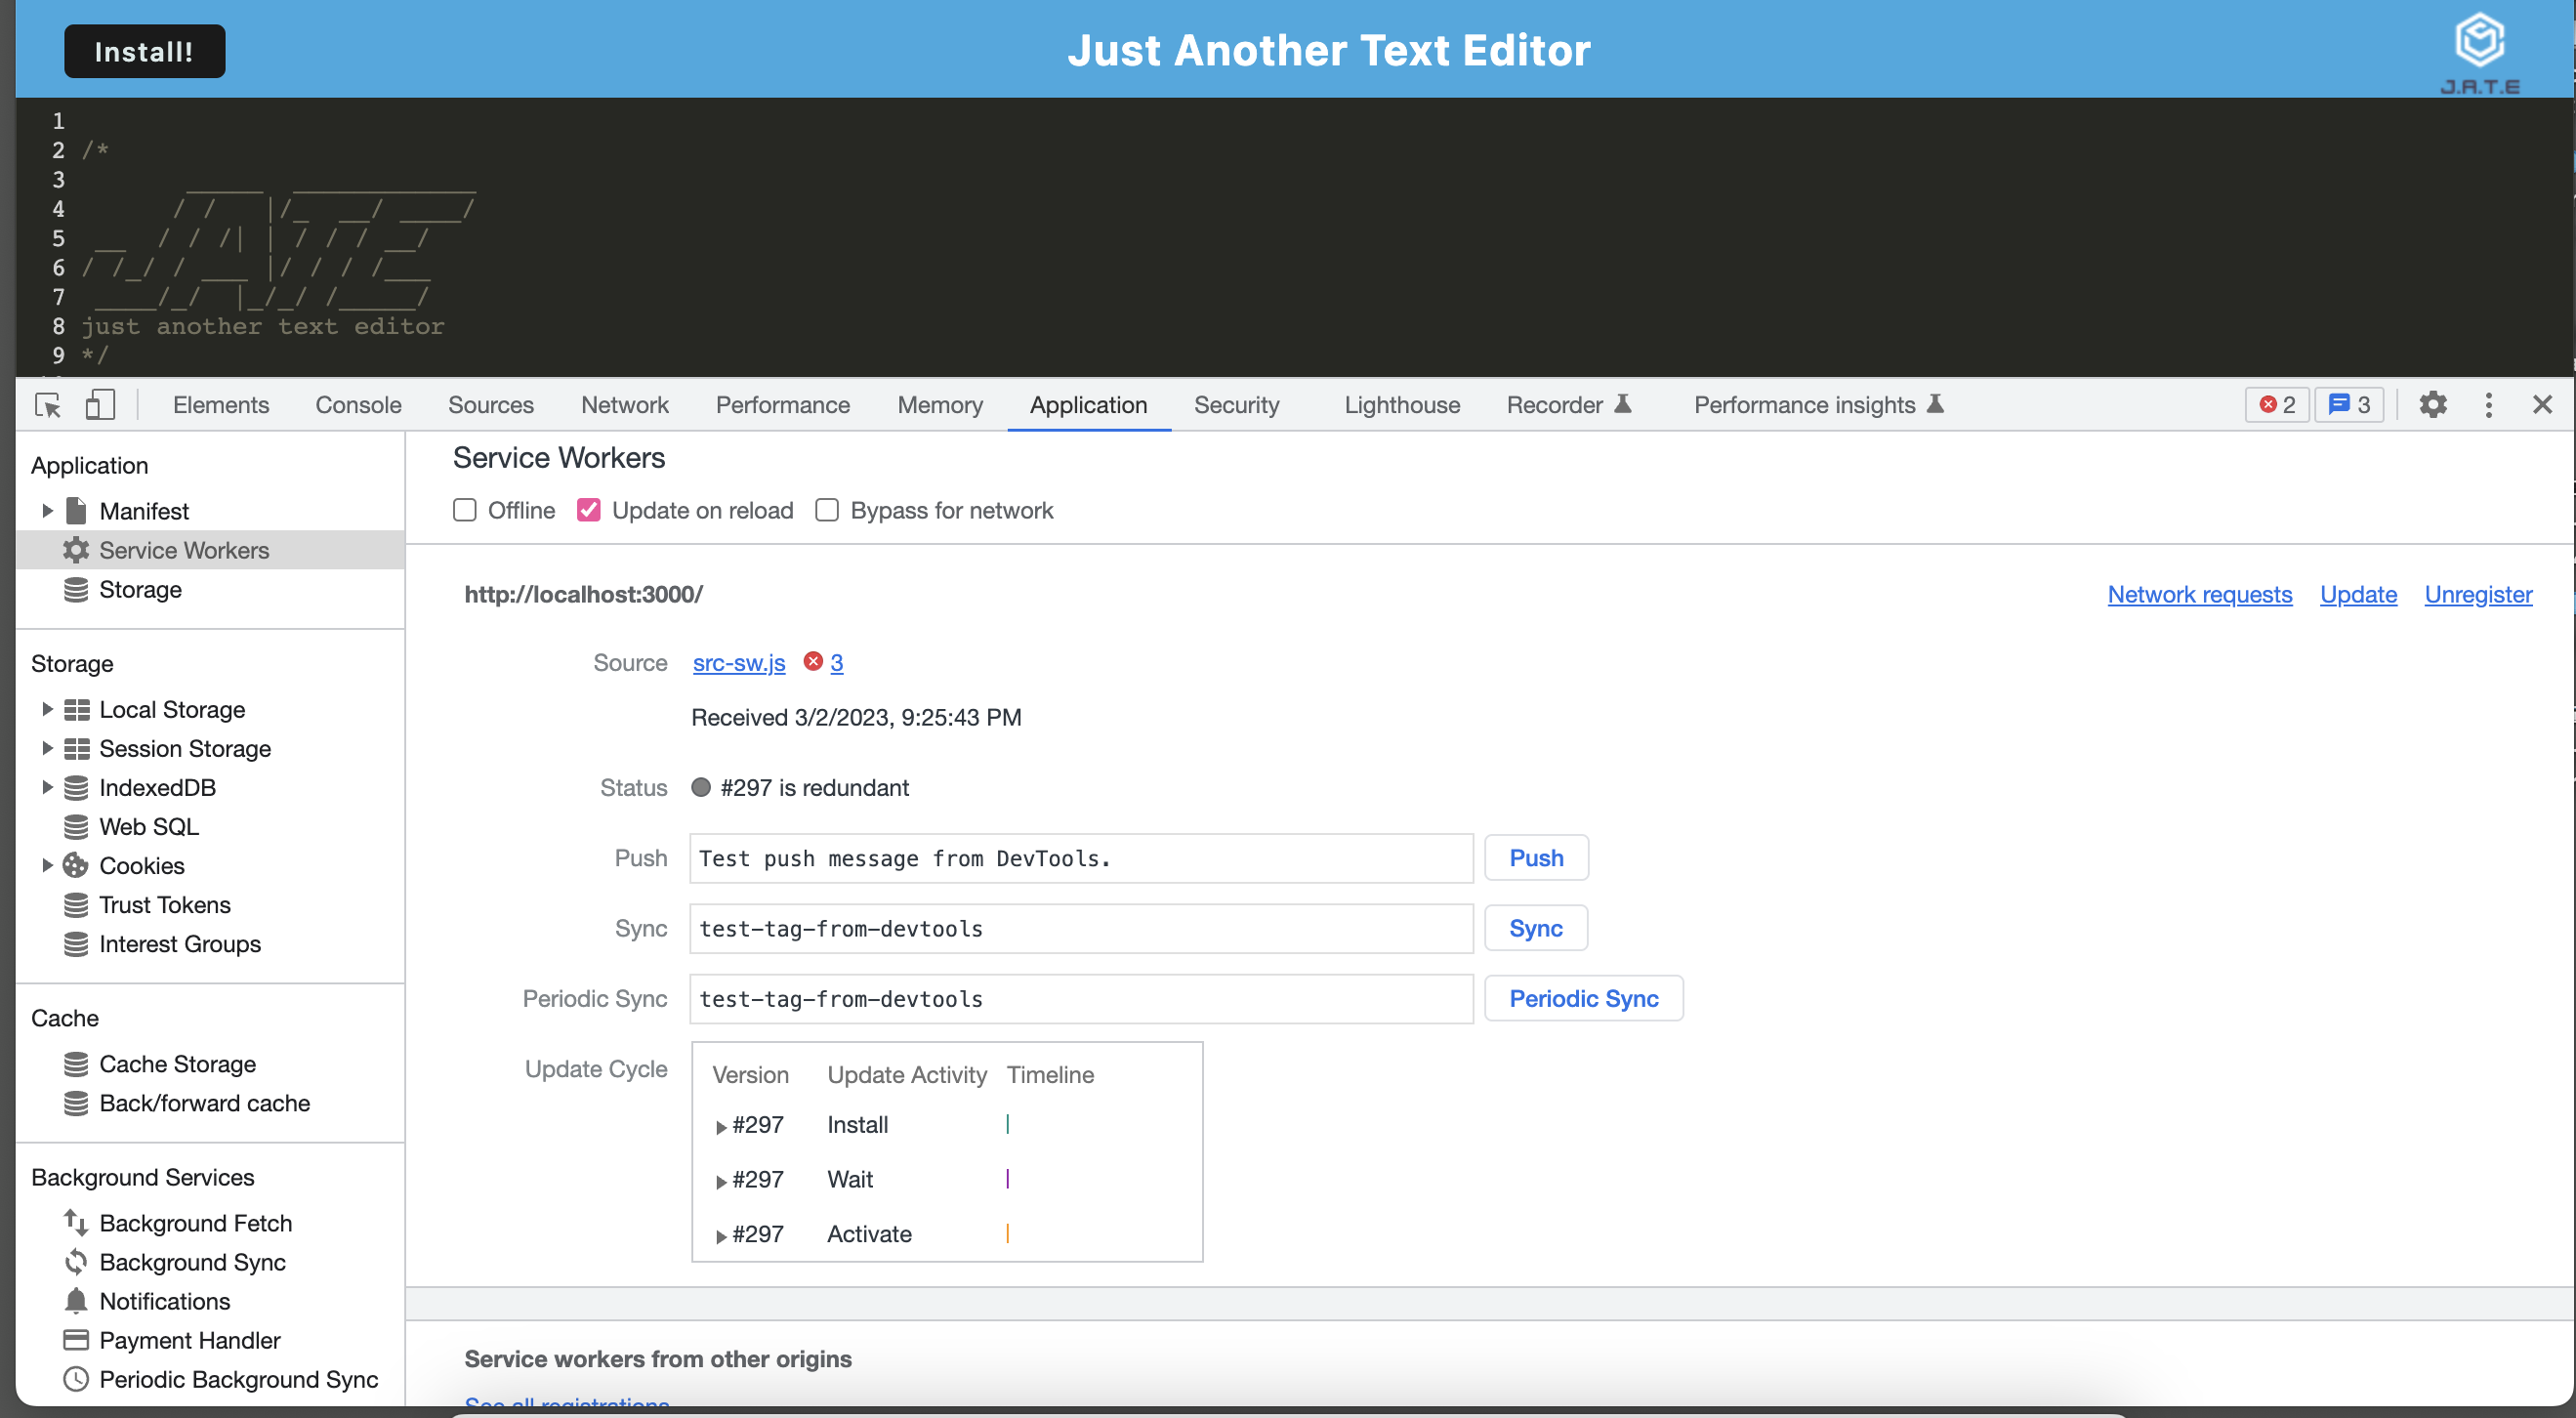 Install!
Just Another Text Editor
J.A.T.E
1
2 /*
3
4
5
6
7
8 just another text editor
9 */
Elements Console Sources Network Performance Memory Application Security Lighthouse Recorder Performance insights 2 3
Application
Manifest
Service Workers
Storage
Storage
Local Storage
Session Storage
IndexedDB
Web SQL
Cookies
Trust Tokens
Interest Groups
Cache
Cache Storage
Back/forward cache
Background Services
Background Fetch
Background Sync
Notifications
Payment Handler
Periodic Background Sync
Service Workers
Offline Update on reload Bypass for network
http://localhost:3000/ Network requests Update Unregister
Source src-sw.js 3
Received 3/2/2023, 9:25:43 PM
Status #297 is redundant
Push Test push message from DevTools. Push
Sync test-tag-from-devtools Sync
Periodic Sync test-tag-from-devtools Periodic Sync
Update Cycle Version Update Activity Timeline
#297 Install
#297 Wait
#297 Activate
Service workers from other origins
See all registrations